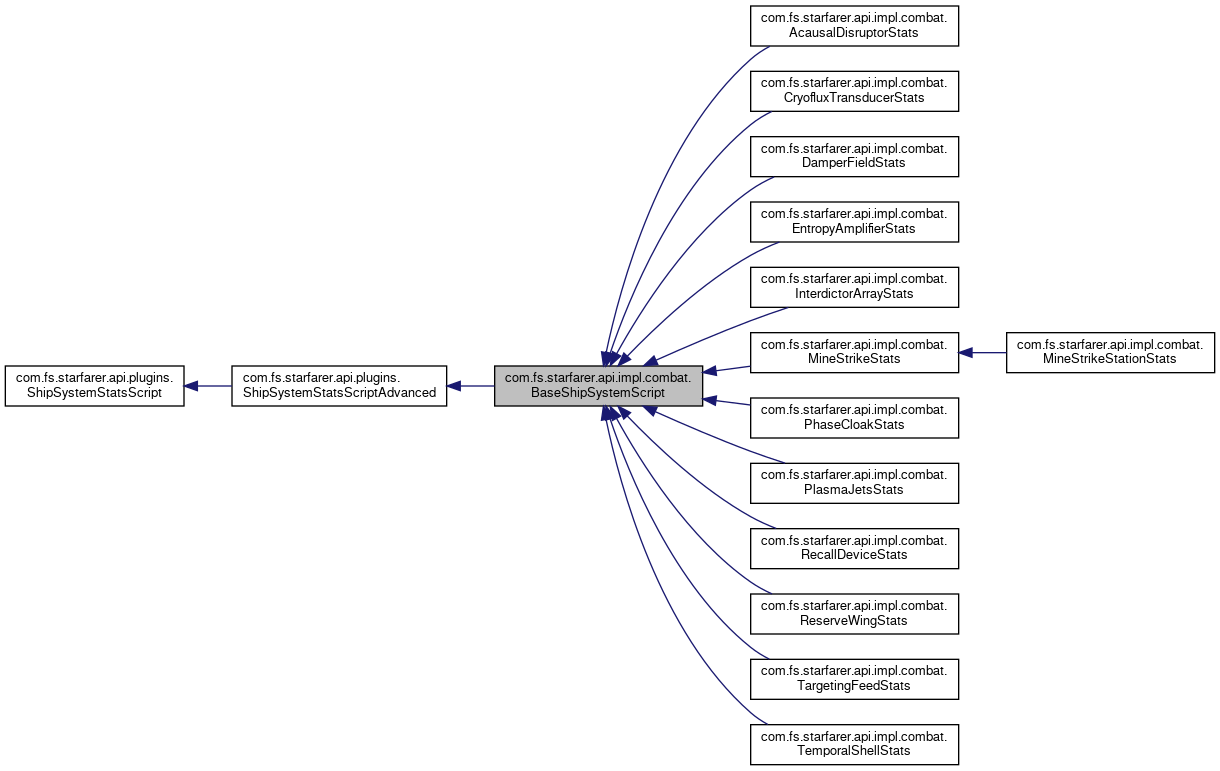 com.fs.starfarer.api.impl.combat.
AcausalDisruptorStats
com.fs.starfarer.api.impl.combat.
CryofluxTransducerStats
com.fs.starfarer.api.impl.combat.
DamperFieldStats
com.fs.starfarer.api.impl.combat.
EntropyAmplifierStats
com.fs.starfarer.api.impl.combat.
InterdictorArrayStats
com.fs.starfarer.api.impl.combat.
MineStrikeStats
com.fs.starfarer.api.impl.combat.
MineStrikeStationStats
com.fs.starfarer.api.plugins.
ShipSystemStatsScript
com.fs.starfarer.api.plugins.
ShipSystemStatsScriptAdvanced
com.fs.starfarer.api.impl.combat.
BaseShipSystemScript
com.fs.starfarer.api.impl.combat.
PhaseCloakStats
com.fs.starfarer.api.impl.combat.
PlasmaJetsStats
com.fs.starfarer.api.impl.combat.
RecallDeviceStats
com.fs.starfarer.api.impl.combat.
ReserveWingStats
com.fs.starfarer.api.impl.combat.
TargetingFeedStats
com.fs.starfarer.api.impl.combat.
TemporalShellStats